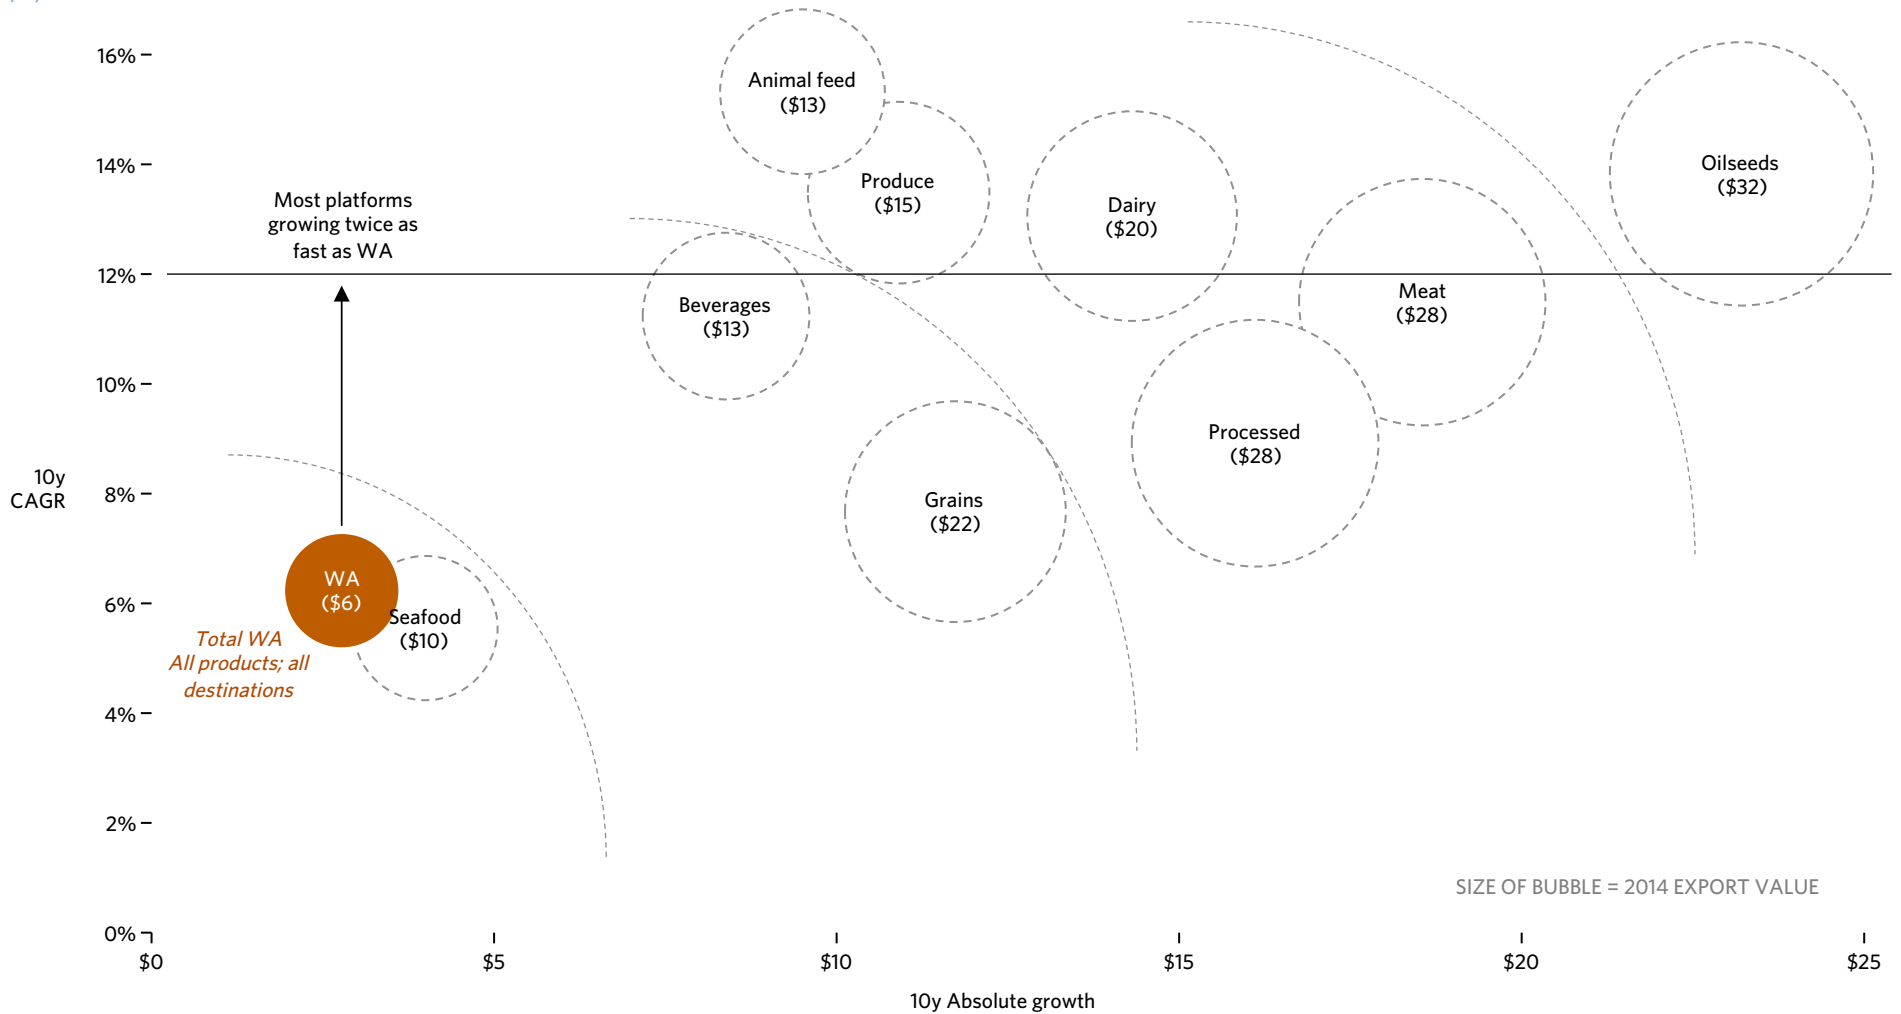 16%
14%
12%
10%
8%
6%
4%
2%
0%
10y
CAGR
$0
$5
$10
$15
$20
$25
10y Absolute growth
Most platforms
growing twice as
fast as WA
Animal feed
($13)
Produce
($15)
Dairy
($20)
Oilseeds
($32)
Beverages
($13)
Meat
($28)
Processed
($28)
Grains
($22)
WA
($6)
Seafood
($10)
Total WA
All products; all
destinations
SIZE OF BUBBLE = 2014 EXPORT VALUE